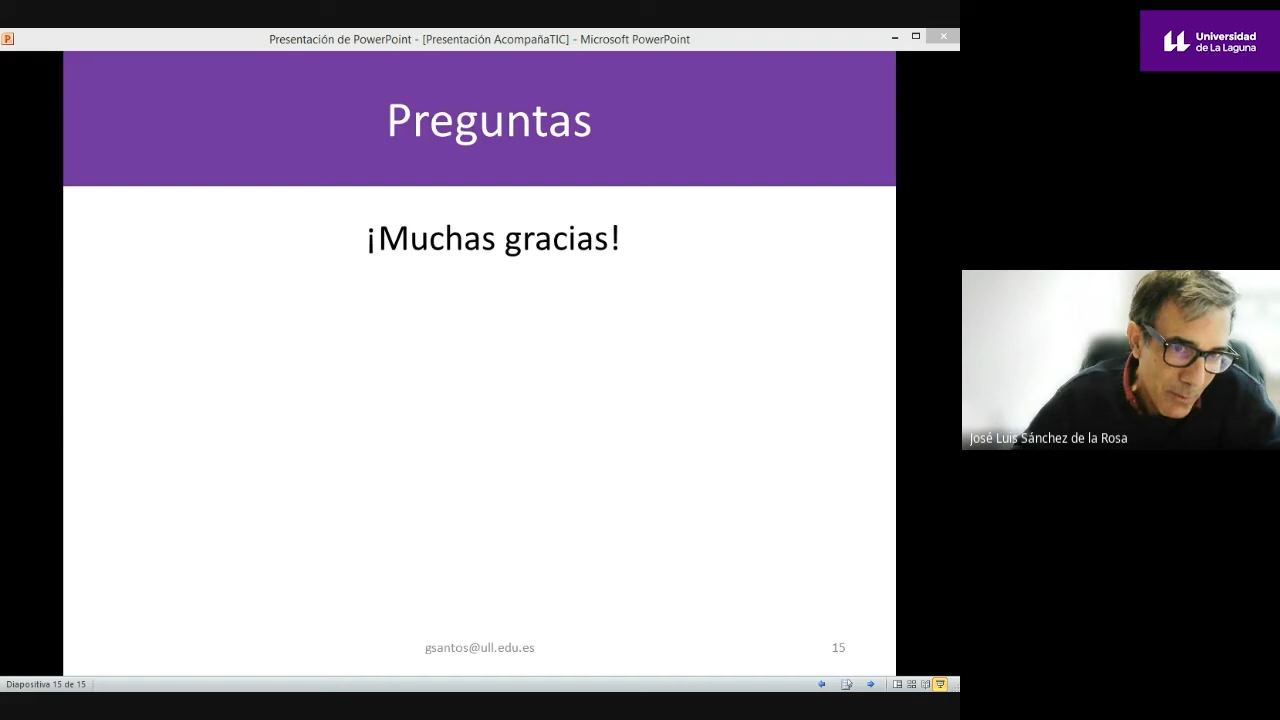 Presentación de PowerPoint - [Presentación AcompañaTIC] - Microsoft PowerPoint
Universidad
de La Laguna
Preguntas
¡Muchas gracias!
José Luis Sánchez de la Rosa
gsantos@ull.edu.es
15
Diapositiva 15 de 15